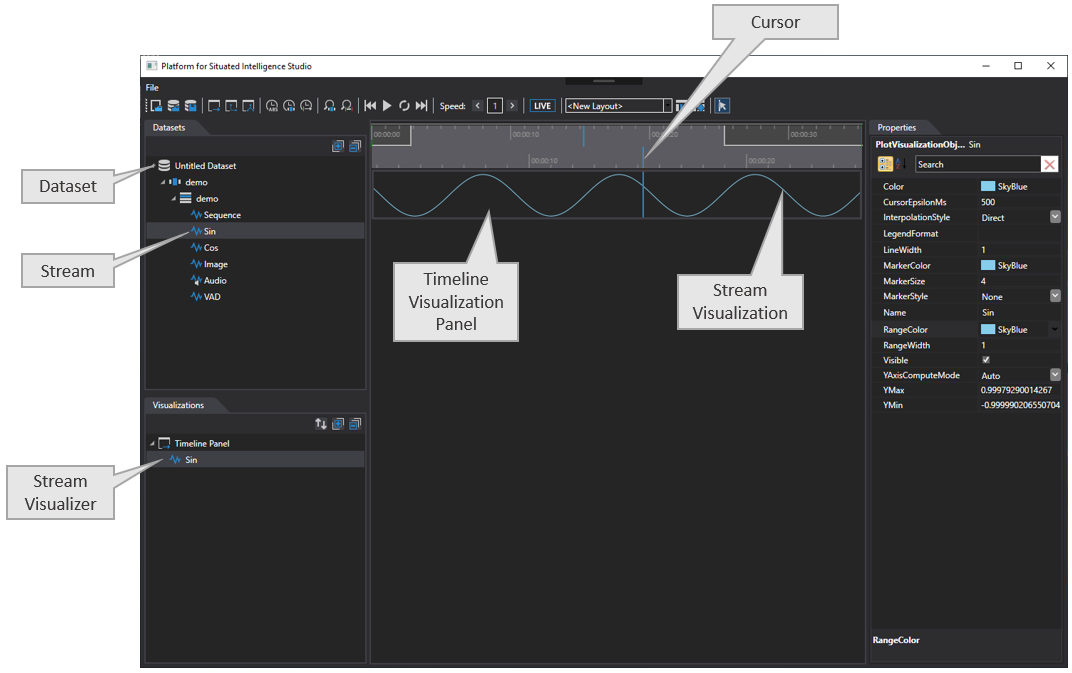 Cursor
Platform for Situated Intelligence Studio
File
Speed:
1
LIVE
<New Layout>
Datasets
Untitled Dataset
demo
demo
Sequence
Sin
Cos
Image
Audio
VAD
Dataset
Stream
Visualizations
Timeline Panel
Sin
Stream
Visualizer
00:00:00
00:00:10
00:00:20
00:00:30
00:00:10
00:00:20
Timeline
Visualization
Panel
Stream
Visualization
Properties
PlotVisualizationObj... Sin
Search
Color SkyBlue
CursorEpsilonMs 500
InterpolationStyle Direct
LegendFormat
LineWidth 1
MarkerColor SkyBlue
MarkerSize 4
MarkerStyle None
Name Sin
RangeColor SkyBlue
RangeWidth 1
Visible
YAxisComputeMode Auto
YMax 0.99979290014267
YMin -0.999990206550704
RangeColor